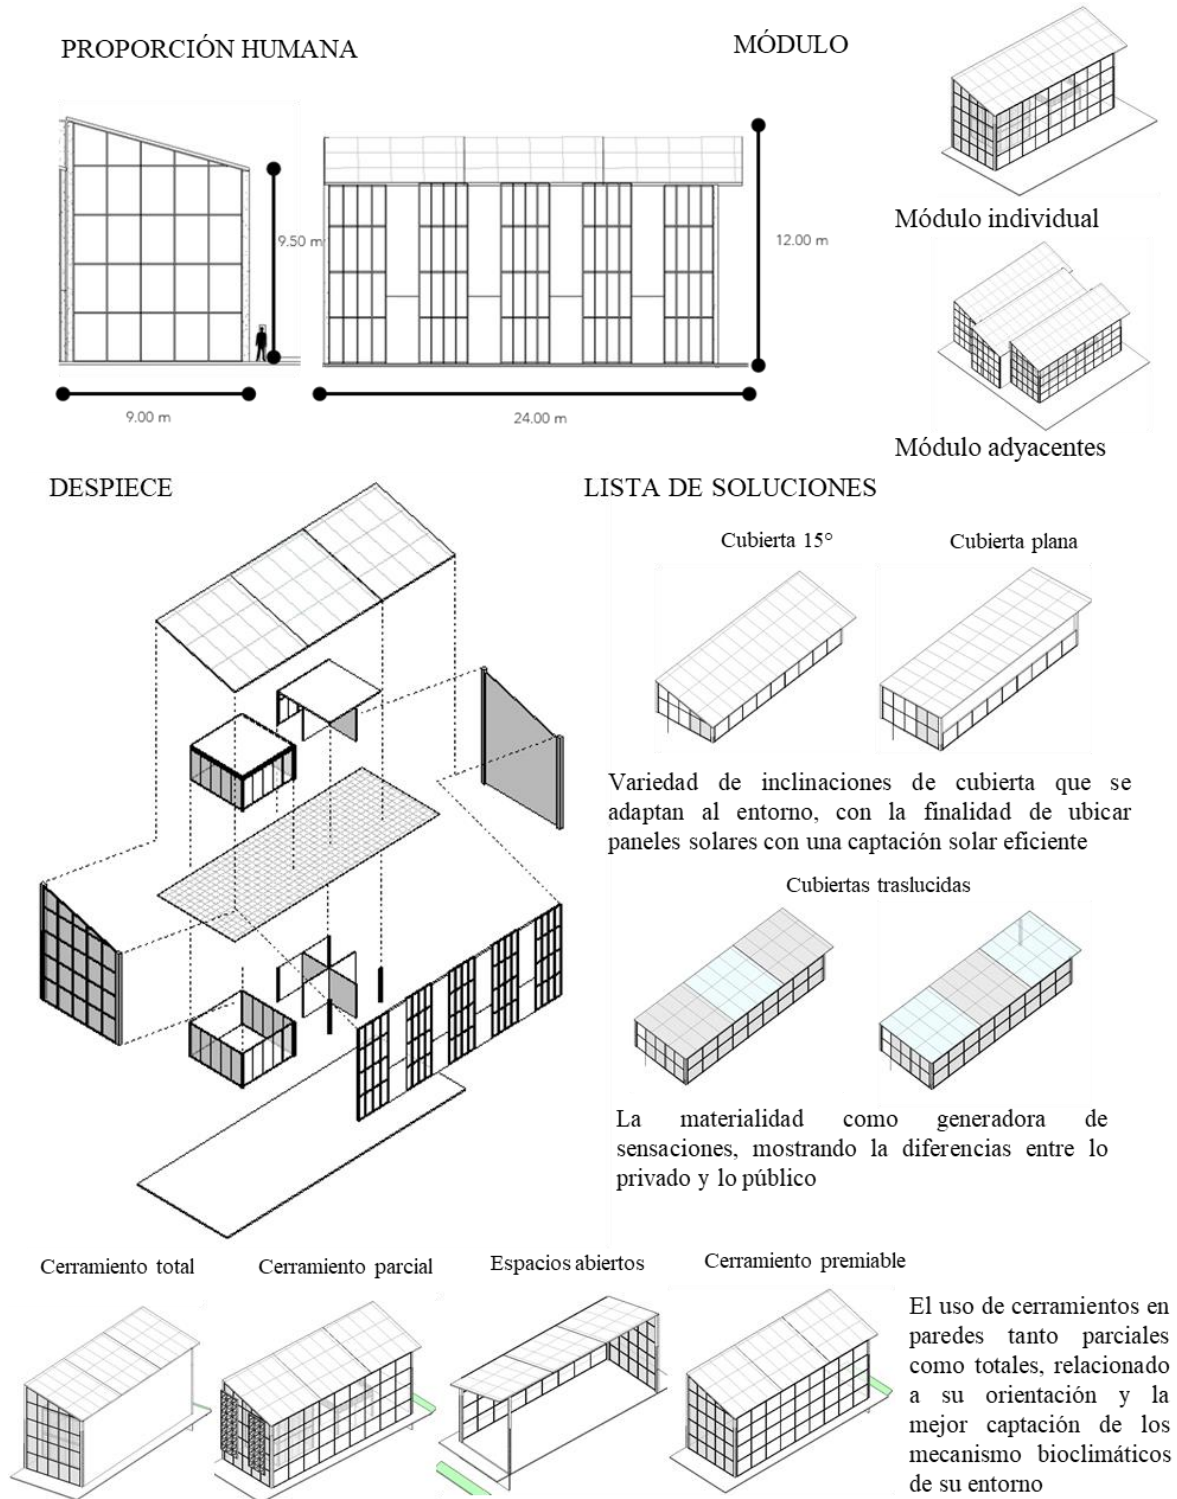 PROPORCIÓN HUMANA
MÓDULO
9.50 m
12.00 m
9.00 m
24.00 m
Módulo individual
Módulo adyacentes
DESPIECE
LISTA DE SOLUCIONES
Cubierta 15°
Cubierta plana
Variedad de inclinaciones de cubierta que se
adaptan al entorno, con la finalidad de ubicar
paneles solares con una captación solar eficiente
Cubiertas traslucidas
La materialidad como generadora de
sensaciones, mostrando la diferencias entre lo
privado y lo público
Cerramiento total
Cerramiento parcial
Espacios abiertos
Cerramiento premiable
El uso de cerramientos en
paredes tanto parciales
como totales, relacionado
a su orientación y la
mejor captación de los
mecanismo bioclimáticos
de su entorno